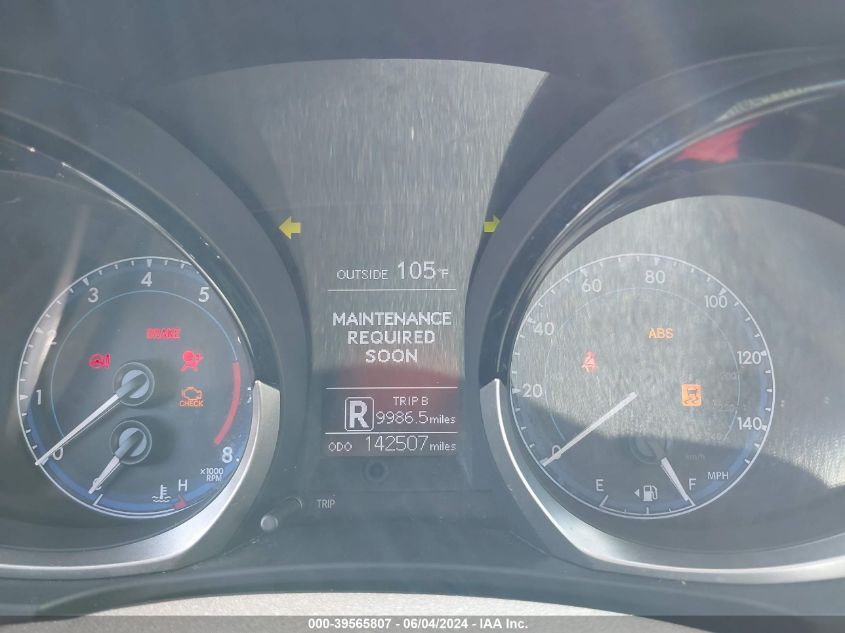 OUTSIDE 105°F
MAINTENANCE
REQUIRED
SOON
TRIP B
R 9986.5 miles
ODO 142507 miles
TRIP
BRAKE
CHECK
0 1 3 4 5 8
x1000
RPM
H
ABS
0 20 40 60 80 100 120 140
km/h
MPH
E F
000-39565807 - 06/04/2024 - IAA Inc.